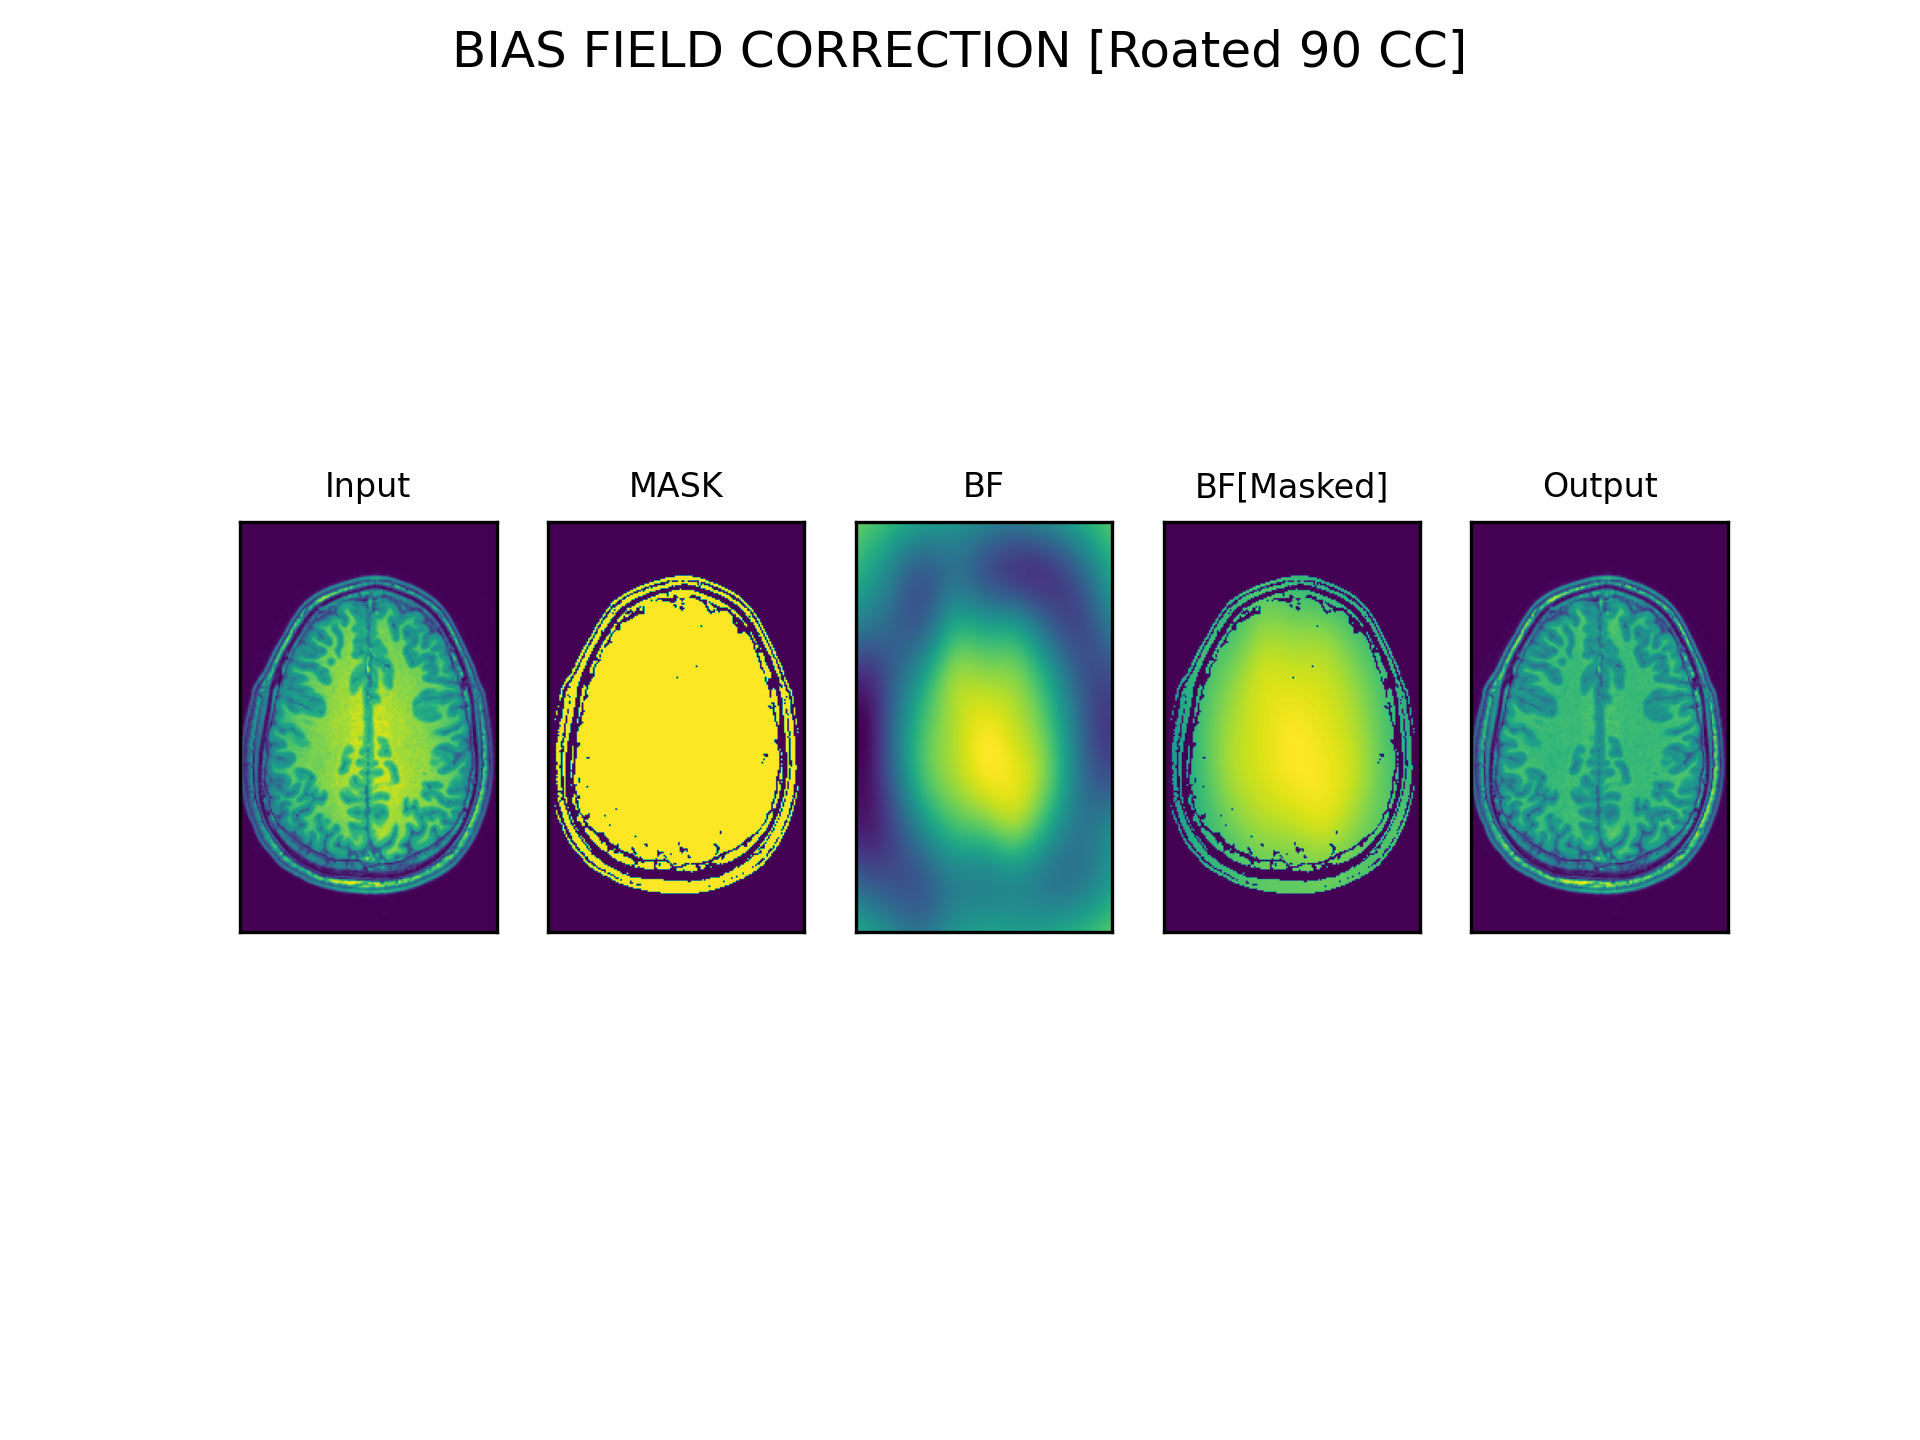 BIAS FIELD CORRECTION [Roated 90 CC]
Input
MASK
BF
BF[Masked]
Output